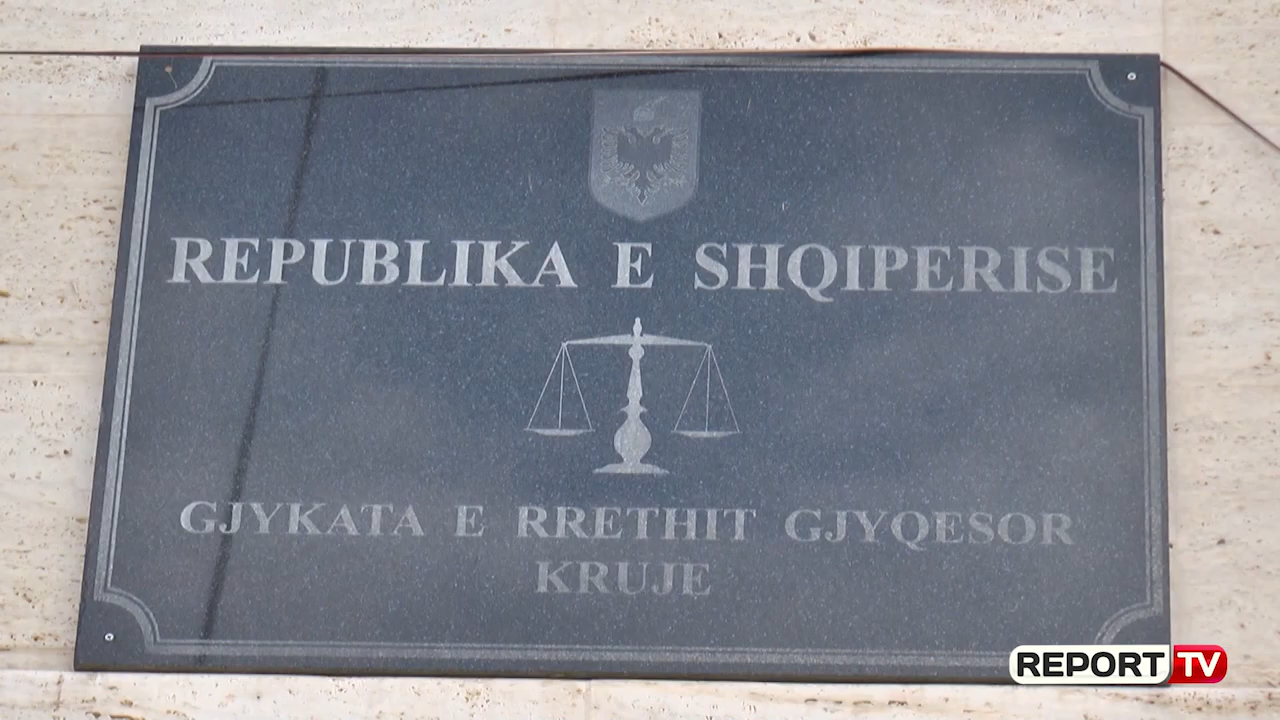 REPUBLIKA E SHQIPERISE
GJYKATA E RRETHIT GJYQESOR
KRUJE
REPORT TV